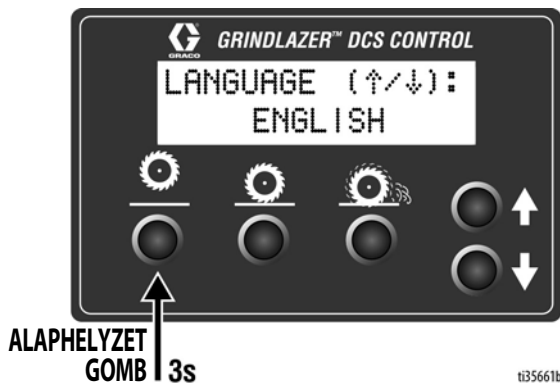 GRACO
GRINDLAZER™ DCS CONTROL
LANGUAGE (↑/↓):
ENGLISH
ALAPHELYZET
GOMB
3s
ti35661b